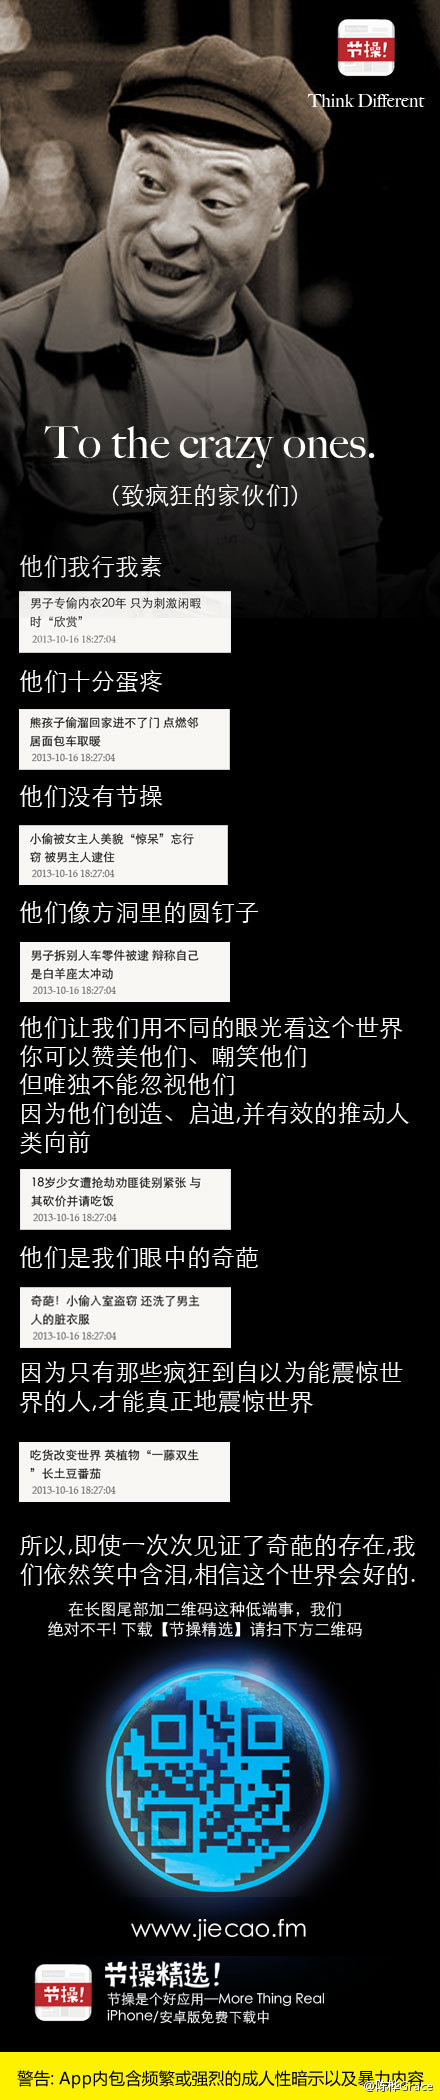 节操!
Think Different
To the crazy ones.
（致疯狂的家伙们）
他们我行我素
男子专偷内衣20年 只为刺激闲暇
时“欣赏”
2013-10-16 18:27:04
他们十分蛋疼
熊孩子偷溜回家进不了门 点燃邻
居面包车取暖
2013-10-16 18:27:04
他们没有节操
小偷被女主人美貌“惊呆”忘行
窃 被男主人逮住
2013-10-16 18:27:04
他们像方洞里的圆钉子
男子拆别人车零件被逮 辩称自己
是白羊座太冲动
2013-10-16 18:27:04
他们让我们用不同的眼光看这个世界
你可以赞美他们、嘲笑他们
但唯独不能忽视他们
因为他们创造、启迪,并有效的推动人
类向前
18岁少女遭抢劫劝匪徒别紧张 与
其砍价并请吃饭
2013-10-16 18:27:04
他们是我们眼中的奇葩
奇葩！小偷入室盗窃 还洗了男主
人的脏衣服
2013-10-16 18:27:04
因为只有那些疯狂到自以为能震惊世
界的人,才能真正地震惊世界
吃货改变世界 英植物“一藤双生
”长土豆番茄
2013-10-16 18:27:04
所以,即使一次次见证了奇葩的存在,我
们依然笑中含泪,相信这个世界会好的.
在长图尾部加二维码这种低端事，我们
绝对不干! 下载【节操精选】请扫下方二维码
www.jiecao.fm
节操!
节操精选!
节操是个好应用—More Thing Real
iPhone/安卓版免费下载中
警告: App内包含频繁或强烈的成人性暗示以及暴力内容